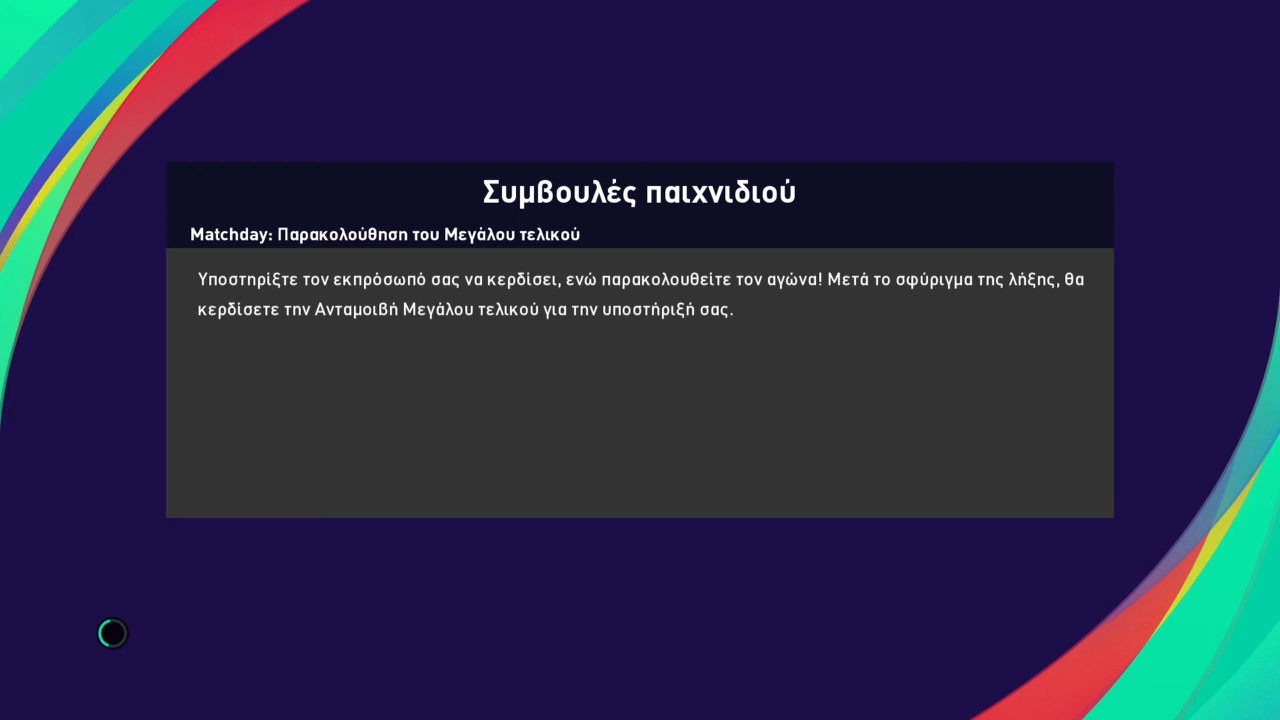 Συμβουλές παιχνιδιού
Matchday: Παρακολούθηση του Μεγάλου τελικού
Υποστηρίξτε τον εκπρόσωπό σας να κερδίσει, ενώ παρακολουθείτε τον αγώνα! Μετά το σφύριγμα της λήξης, θα
κερδίσετε την Ανταμοιβή Μεγάλου τελικού για την υποστήριξή σας.